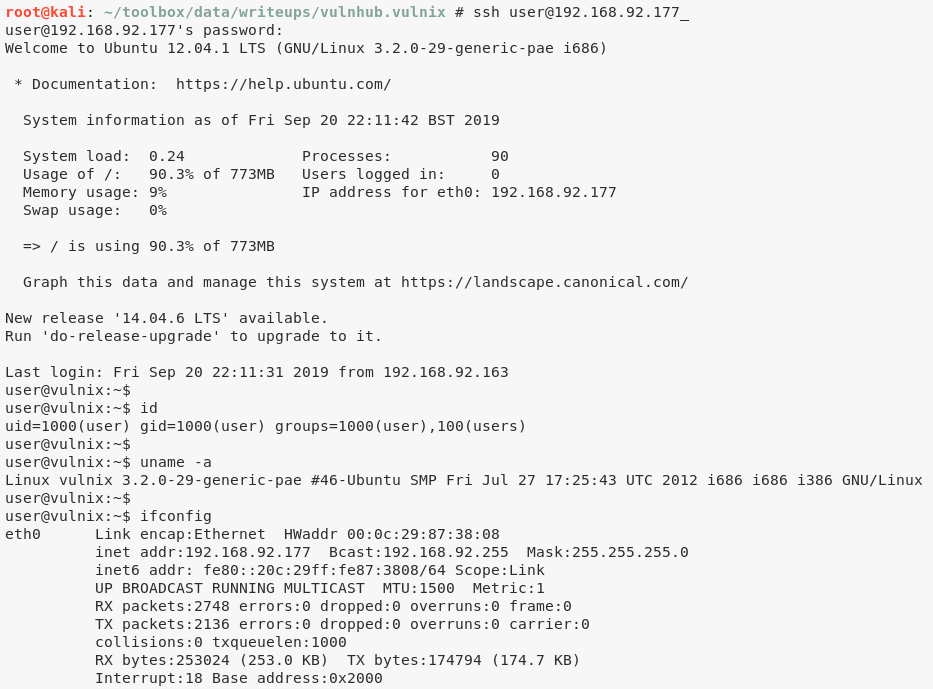 root@kali: ~/toolbox/data/writeups/vulnhub.vulnix # ssh user@192.168.92.177_
user@192.168.92.177's password:
Welcome to Ubuntu 12.04.1 LTS (GNU/Linux 3.2.0-29-generic-pae i686)

 * Documentation:  https://help.ubuntu.com/

  System information as of Fri Sep 20 22:11:42 BST 2019

  System load:  0.24             Processes:           90
  Usage of /:   90.3% of 773MB   Users logged in:     0
  Memory usage: 9%               IP address for eth0: 192.168.92.177
  Swap usage:   0%

  => / is using 90.3% of 773MB

  Graph this data and manage this system at https://landscape.canonical.com/

New release '14.04.6 LTS' available.
Run 'do-release-upgrade' to upgrade to it.

Last login: Fri Sep 20 22:11:31 2019 from 192.168.92.163
user@vulnix:~$
user@vulnix:~$ id
uid=1000(user) gid=1000(user) groups=1000(user),100(users)
user@vulnix:~$
user@vulnix:~$ uname -a
Linux vulnix 3.2.0-29-generic-pae #46-Ubuntu SMP Fri Jul 27 17:25:43 UTC 2012 i686 i686 i386 GNU/Linux
user@vulnix:~$
user@vulnix:~$ ifconfig
eth0      Link encap:Ethernet  HWaddr 00:0c:29:87:38:08
          inet addr:192.168.92.177  Bcast:192.168.92.255  Mask:255.255.255.0
          inet6 addr: fe80::20c:29ff:fe87:3808/64 Scope:Link
          UP BROADCAST RUNNING MULTICAST  MTU:1500  Metric:1
          RX packets:2748 errors:0 dropped:0 overruns:0 frame:0
          TX packets:2136 errors:0 dropped:0 overruns:0 carrier:0
          collisions:0 txqueuelen:1000
          RX bytes:253024 (253.0 KB)  TX bytes:174794 (174.7 KB)
          Interrupt:18 Base address:0x2000